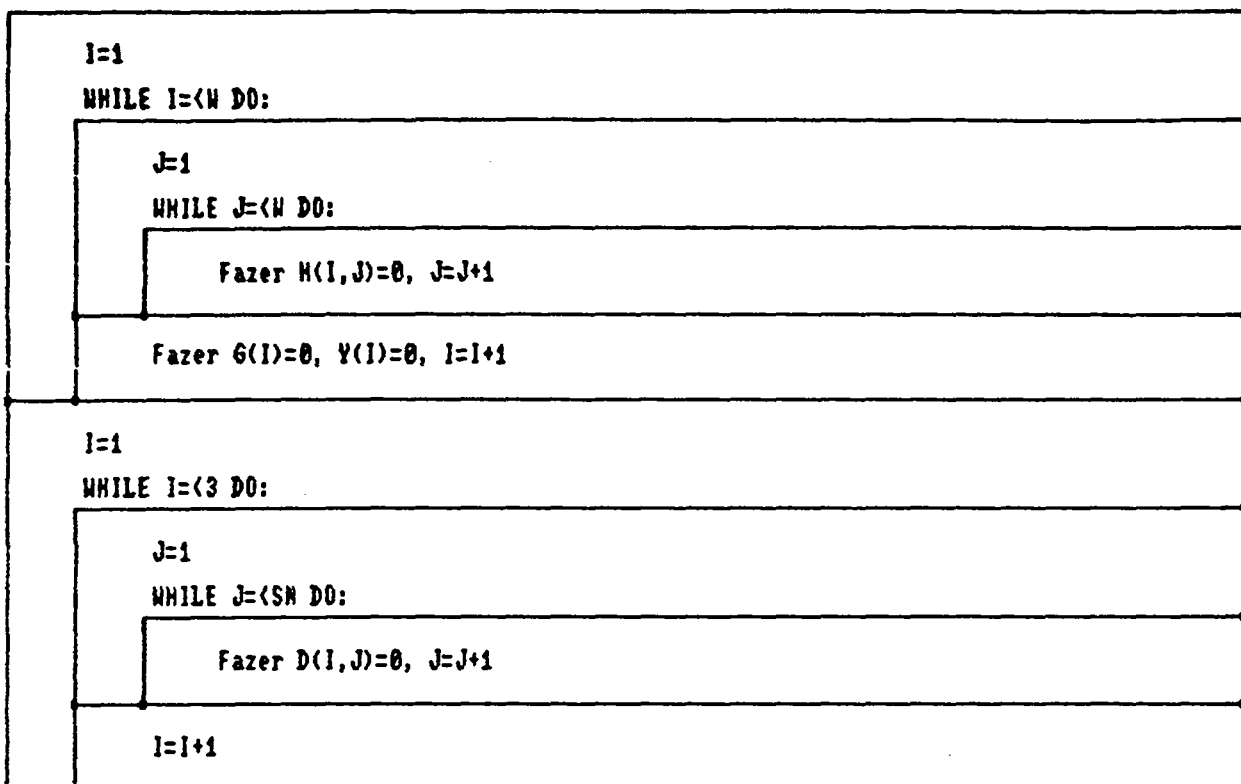 I=1
WHILE I=<W DO:
J=1
WHILE J=<W DO:
Fazer H(I,J)=0, J=J+1
Fazer G(I)=0, Y(I)=0, I=I+1
I=1
WHILE I=<3 DO:
J=1
WHILE J=<SN DO:
Fazer D(I,J)=0, J=J+1
I=I+1